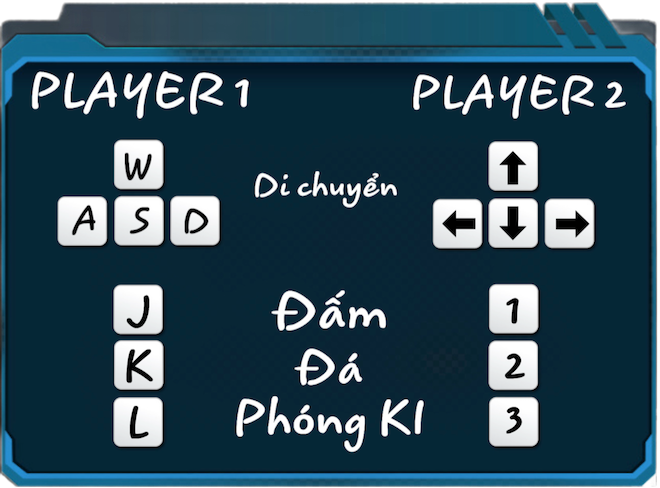 PLAYER 1 PLAYER 2
W
Di chuyển
A S D
J Đấm 1
K Đá 2
L Phóng KI 3